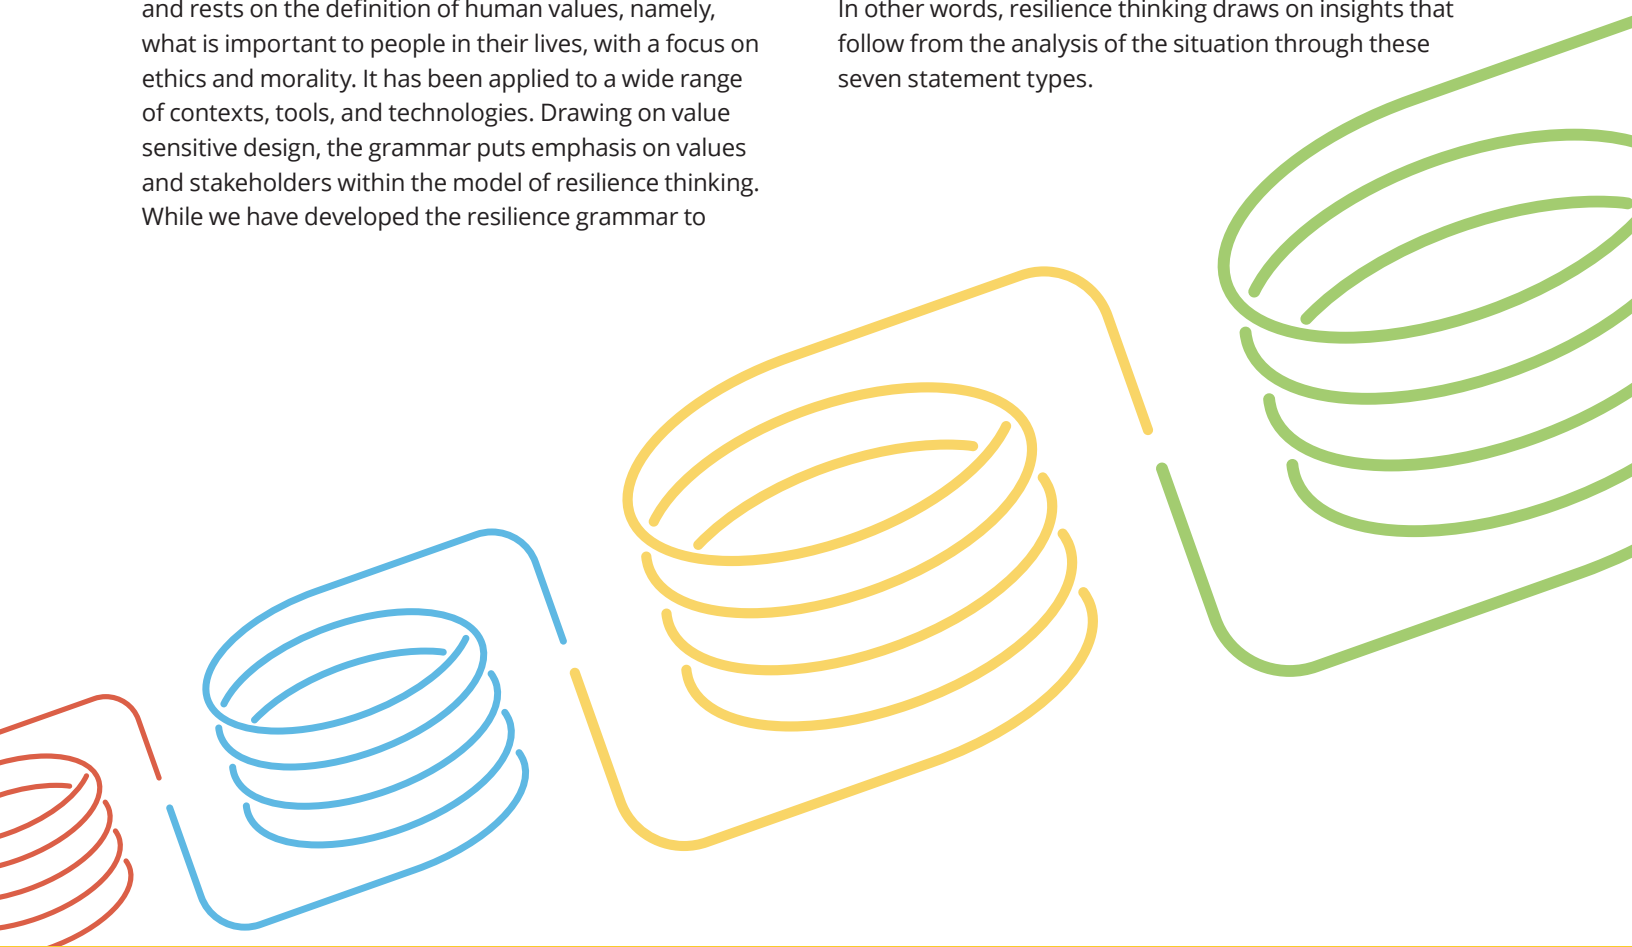 and rests on the definition of human values, namely,
what is important to people in their lives, with a focus on
ethics and morality. It has been applied to a wide range
of contexts, tools, and technologies. Drawing on value
sensitive design, the grammar puts emphasis on values
and stakeholders within the model of resilience thinking.
While we have developed the resilience grammar to
In other words, resilience thinking draws on insights that
follow from the analysis of the situation through these
seven statement types.